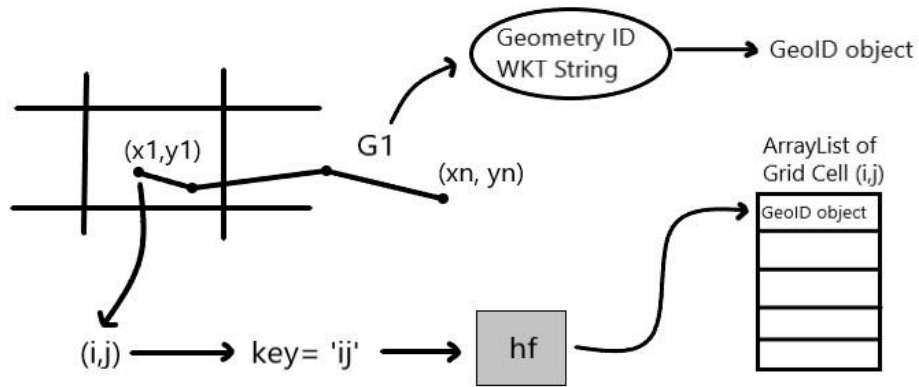 Geometry ID
WKT String
GeoID object
(x1,y1)
G1
(xn, yn)
ArrayList of
Grid Cell (i,j)
GeoID object
(i,j)
key= 'ij'
hf